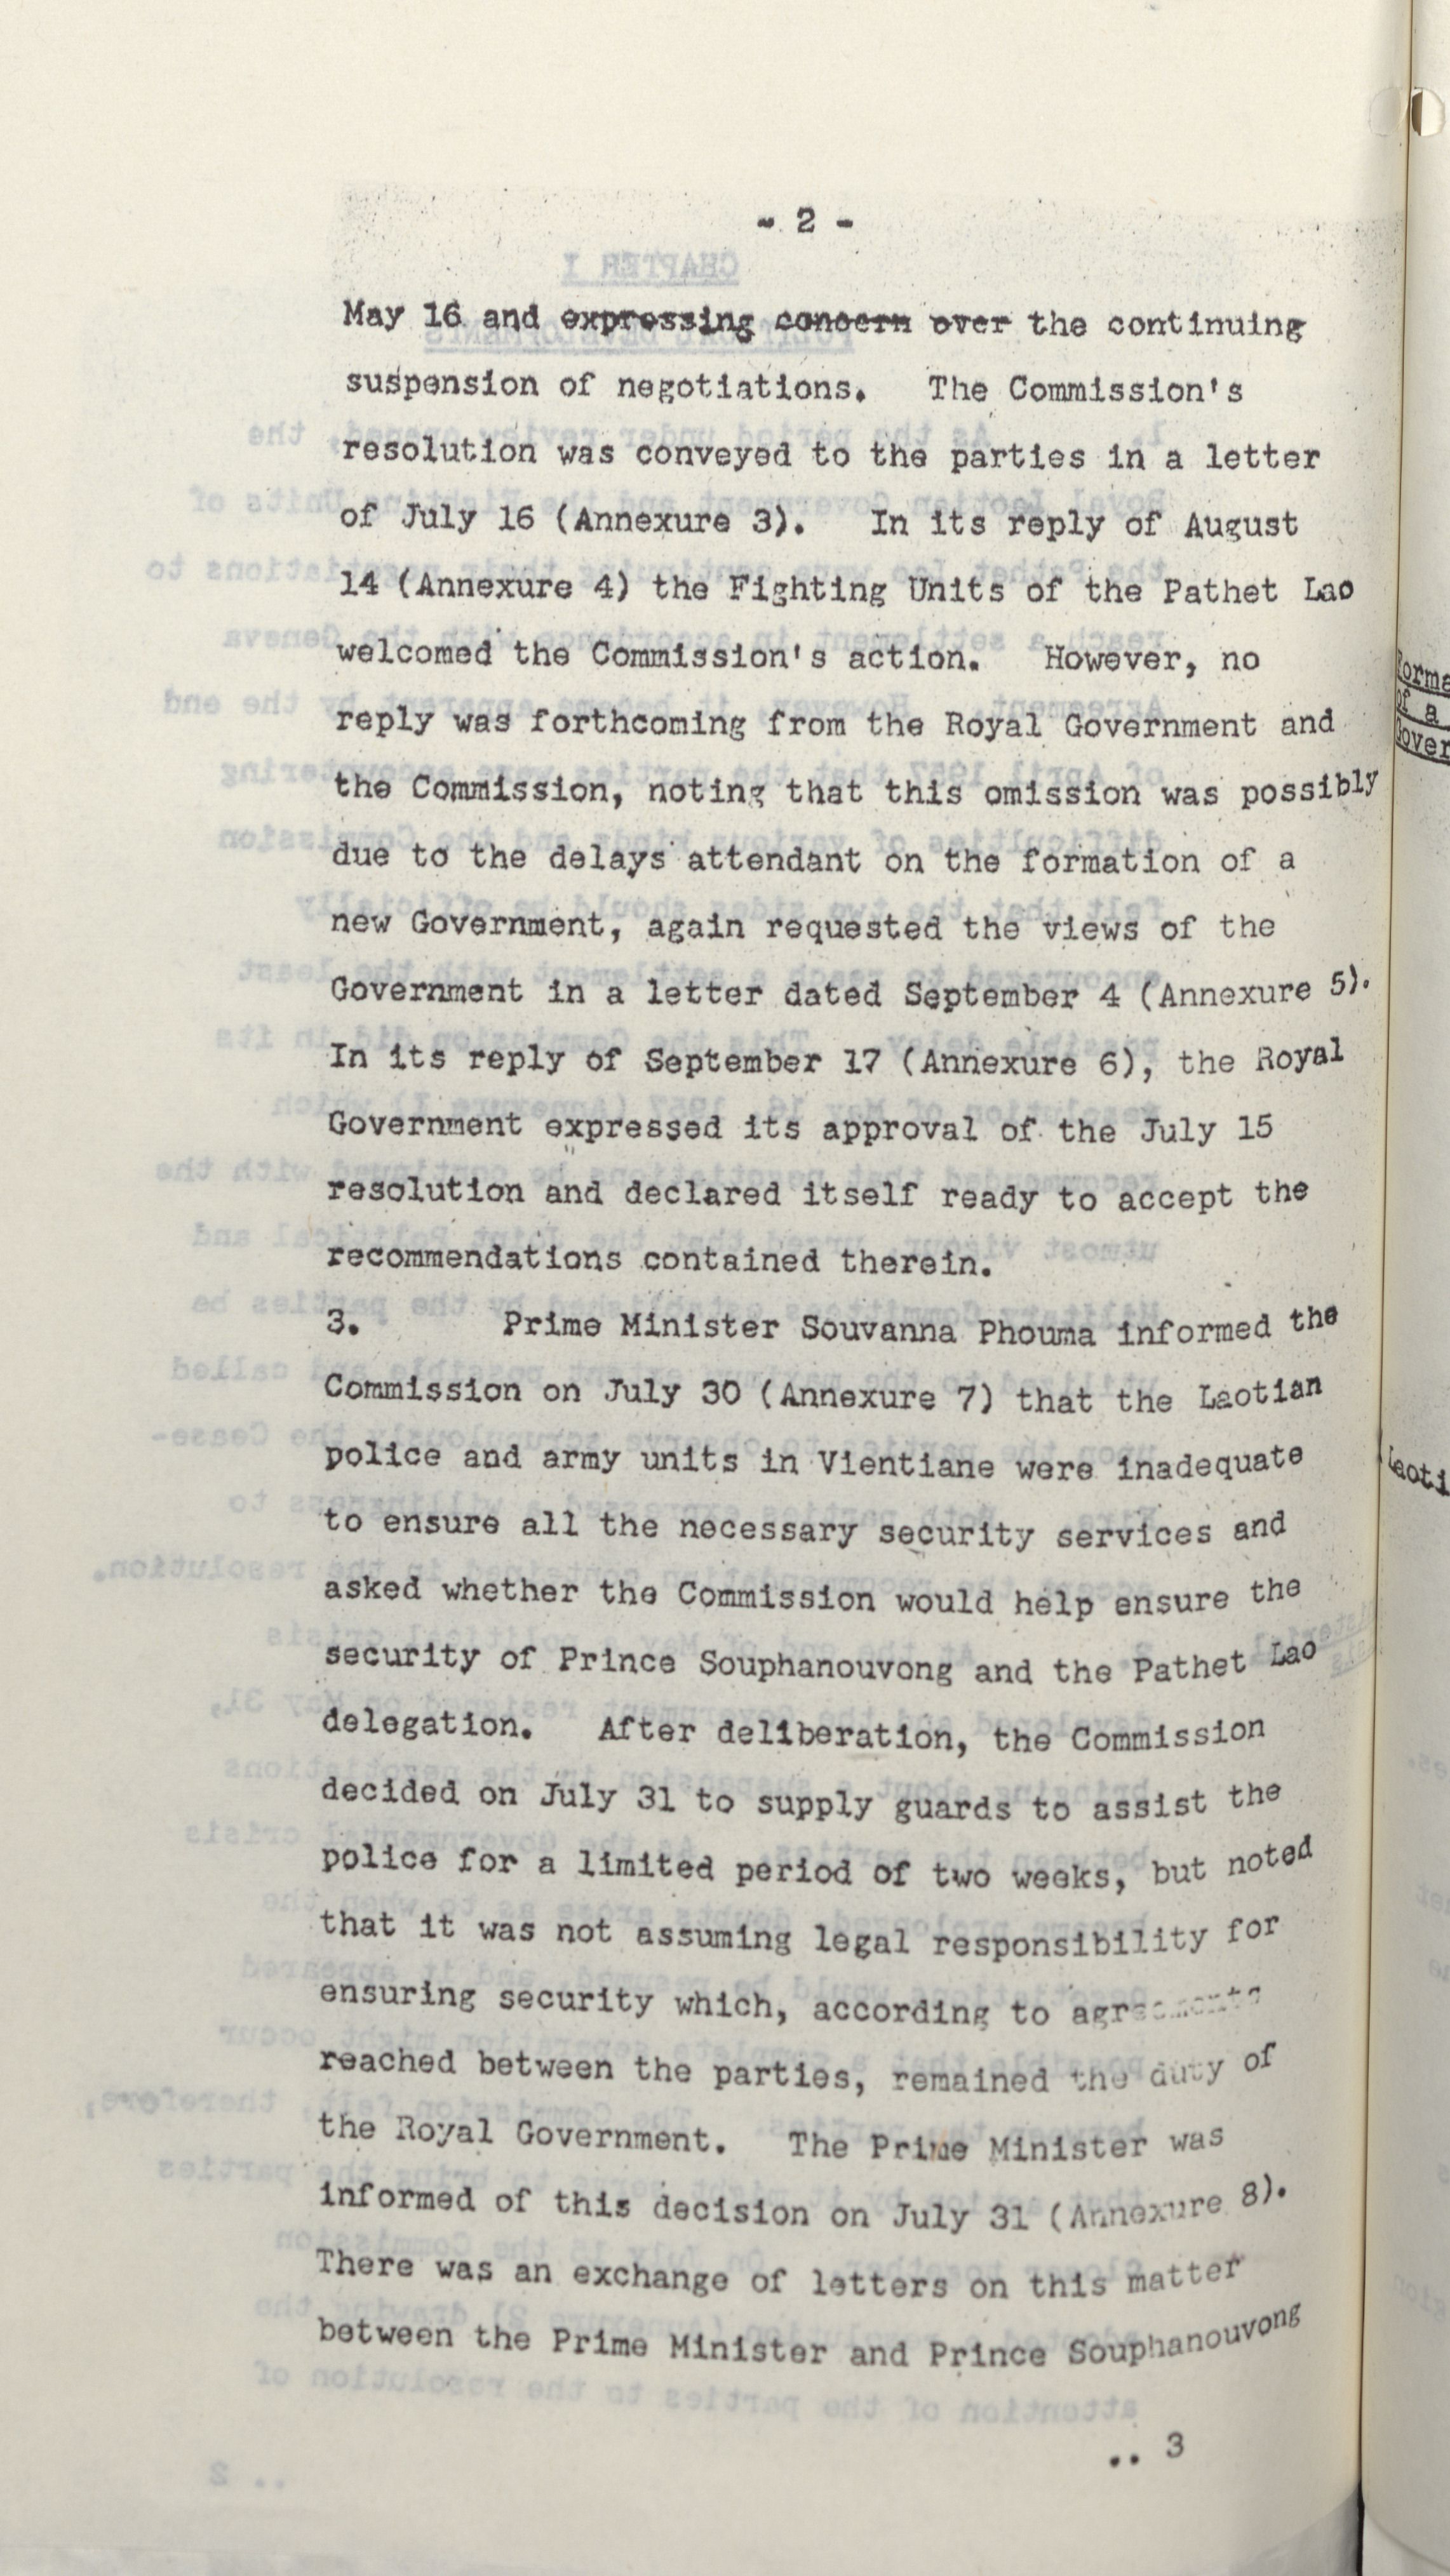 - 2 -
May 16 and expressing concern over the continuing
suspension of negotiations. The Commission's
resolution was conveyed to the parties in a letter
of July 16 (Annexure 3). In its reply of August
14 (Annexure 4) the Fighting Units of the Pathet Lao
welcomed the Commission's action. However, no
reply was forthcoming from the Royal Government and
the Commission, noting that this omission was possibly
due to the delays attendant on the formation of a
new Government, again requested the views of the
Government in a letter dated September 4 (Annexure 5).
In its reply of September 17 (Annexure 6), the Royal
Government expressed its approval of the July 15
resolution and declared itself ready to accept the
recommendations contained therein.
3. Prime Minister Souvanna Phouma informed the
Commission on July 30 (Annexure 7) that the Laotian
police and army units in Vientiane were inadequate
to ensure all the necessary security services and
asked whether the Commission would help ensure the
security of Prince Souphanouvong and the Pathet Lao
delegation. After deliberation, the Commission
decided on July 31 to supply guards to assist the
police for a limited period of two weeks, but noted
that it was not assuming legal responsibility for
ensuring security which, according to agreements
reached between the parties, remained the duty of
the Royal Government. The Prime Minister was
informed of this decision on July 31 (Annexure 8).
There was an exchange of letters on this matter
between the Prime Minister and Prince Souphanouvong
.. 3